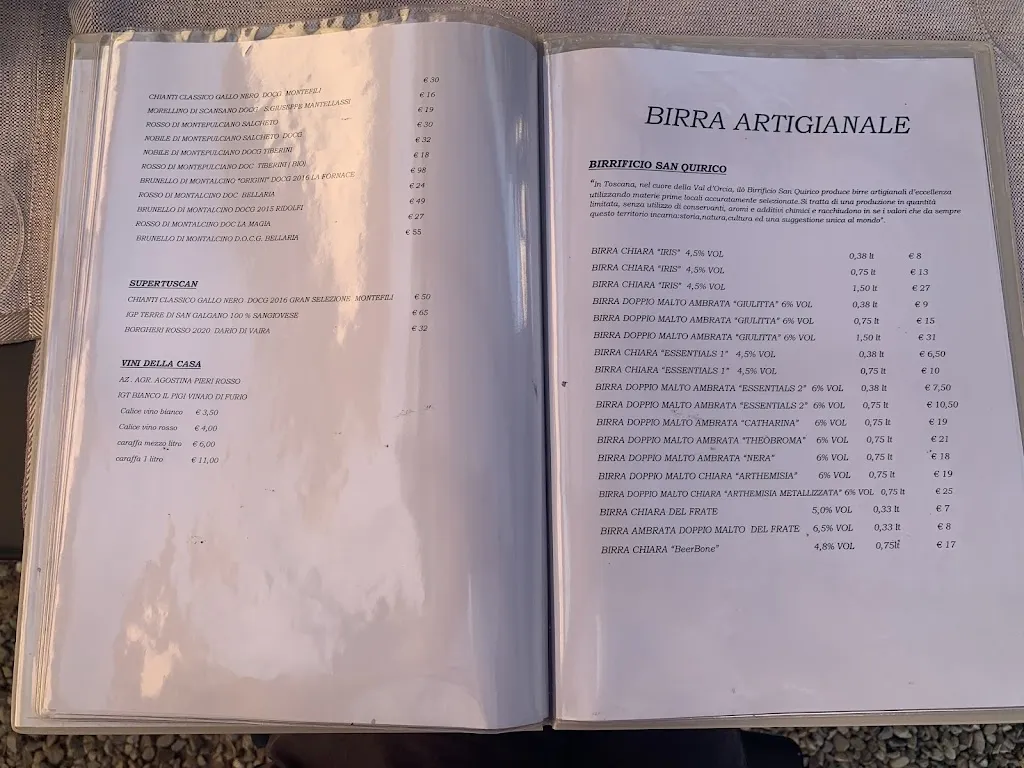 CHIANTI CLASSICO GALLO NERO DOCG MONTEFILI € 30
MORELLINO DI SCANSANO DOCG S.GIUSEPPE MANTELLASSI € 16
ROSSO DI MONTEPULCIANO SALCHETO € 19
NOBILE DI MONTEPULCIANO SALCHETO DOCG € 30
NOBILE DI MONTEPULCIANO DOCG TIBERINI € 32
ROSSO DI MONTEPULCIANO DOC TIBERINI ( BIO) € 18
BRUNELLO DI MONTALCINO "ORIGINI" DOCG 2016 LA FORNACE € 98
ROSSO DI MONTALCINO DOC BELLARIA € 24
BRUNELLO DI MONTALCINO DOCG 2015 RIDOLFI € 49
ROSSO DI MONTALCINO DOC LA MAGIA € 27
BRUNELLO DI MONTALCINO D.O.C.G. BELLARIA € 55
SUPERTUSCAN
CHIANTI CLASSICO GALLO NERO DOCG 2016 GRAN SELEZIONE MONTEFILI € 50
IGP TERRE DI SAN GALGANO 100 % SANGIOVESE € 65
BORGHERI ROSSO 2020 DARIO DI VAIRA € 32
VINI DELLA CASA
AZ . AGR. AGOSTINA PIERI ROSSO
IGT BIANCO IL PIGI VINAIO DI FURIO
Calice vino bianco € 3,50
Calice vino rosso € 4,00
caraffa mezzo litro € 6,00
caraffa 1 litro € 11,00
BIRRA ARTIGIANALE
BIRRIFICIO SAN QUIRICO
"In Toscana, nel cuore della Val d'Orcia, ilò Birrificio San Quirico produce birre artigianali d'eccellenza
utilizzando materie prime locali accuratamente selezionate.Si tratta di una produzione in quantità
limitata, senza utilizzo di conservanti, aromi e additivi chimici e racchiudono in se i valori che da sempre
questo territorio incarna:storia,natura,cultura ed una suggestione unica al mondo".
BIRRA CHIARA "IRIS" 4,5% VOL 0,38 lt € 8
BIRRA CHIARA "IRIS" 4,5% VOL 0,75 lt € 13
BIRRA CHIARA "IRIS" 4,5% VOL 1,50 lt € 27
BIRRA DOPPIO MALTO AMBRATA "GIULITTA" 6% VOL 0,38 lt € 9
BIRRA DOPPIO MALTO AMBRATA "GIULITTA" 6% VOL 0,75 lt € 15
BIRRA DOPPIO MALTO AMBRATA "GIULITTA" 6% VOL 1,50 lt € 31
BIRRA CHIARA "ESSENTIALS 1" 4,5% VOL 0,38 lt € 6,50
BIRRA CHIARA "ESSENTIALS 1" 4,5% VOL 0,75 lt € 10
BIRRA DOPPIO MALTO AMBRATA "ESSENTIALS 2" 6% VOL 0,38 lt € 7,50
BIRRA DOPPIO MALTO AMBRATA "ESSENTIALS 2" 6% VOL 0,75 lt € 10,50
BIRRA DOPPIO MALTO AMBRATA "CATHARINA" 6% VOL 0,75 lt € 19
BIRRA DOPPIO MALTO AMBRATA "THEOBROMA" 6% VOL 0,75 lt € 21
BIRRA DOPPIO MALTO AMBRATA "NERA" 6% VOL 0,75 lt € 18
BIRRA DOPPIO MALTO CHIARA "ARTHEMISIA" 6% VOL 0,75 lt € 19
BIRRA DOPPIO MALTO CHIARA "ARTHEMISIA METALLIZZATA" 6% VOL 0,75 lt € 25
BIRRA CHIARA DEL FRATE 5,0% VOL 0,33 lt € 7
BIRRA AMBRATA DOPPIO MALTO DEL FRATE 6,5% VOL 0,33 lt € 8
BIRRA CHIARA "BeerBone" 4,8% VOL 0,75lt € 17